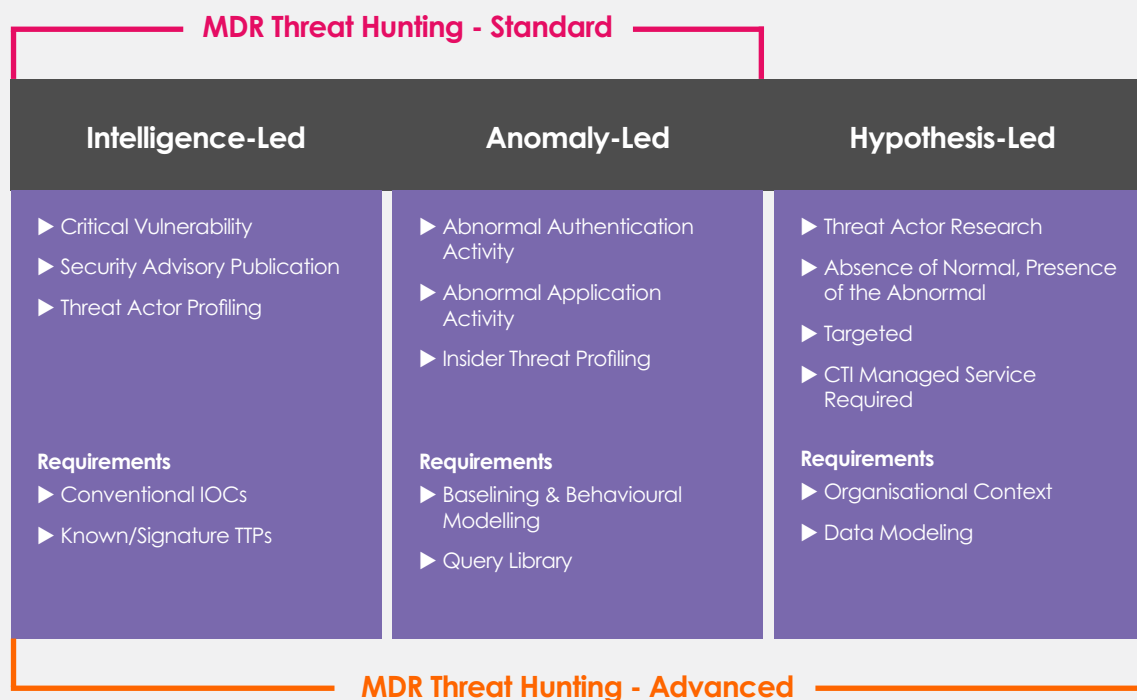 MDR Threat Hunting - Standard
Intelligence-Led
Anomaly-Led
Hypothesis-Led
Critical Vulnerability
Security Advisory Publication
Threat Actor Profiling
Requirements
Conventional IOCs
Known/Signature TTPs
Abnormal Authentication
Activity
Abnormal Application
Activity
Insider Threat Profiling
Requirements
Baselining & Behavioural
Modelling
Query Library
Threat Actor Research
Absence of Normal, Presence
of the Abnormal
Targeted
CTI Managed Service
Required
Requirements
Organisational Context
Data Modeling
MDR Threat Hunting - Advanced